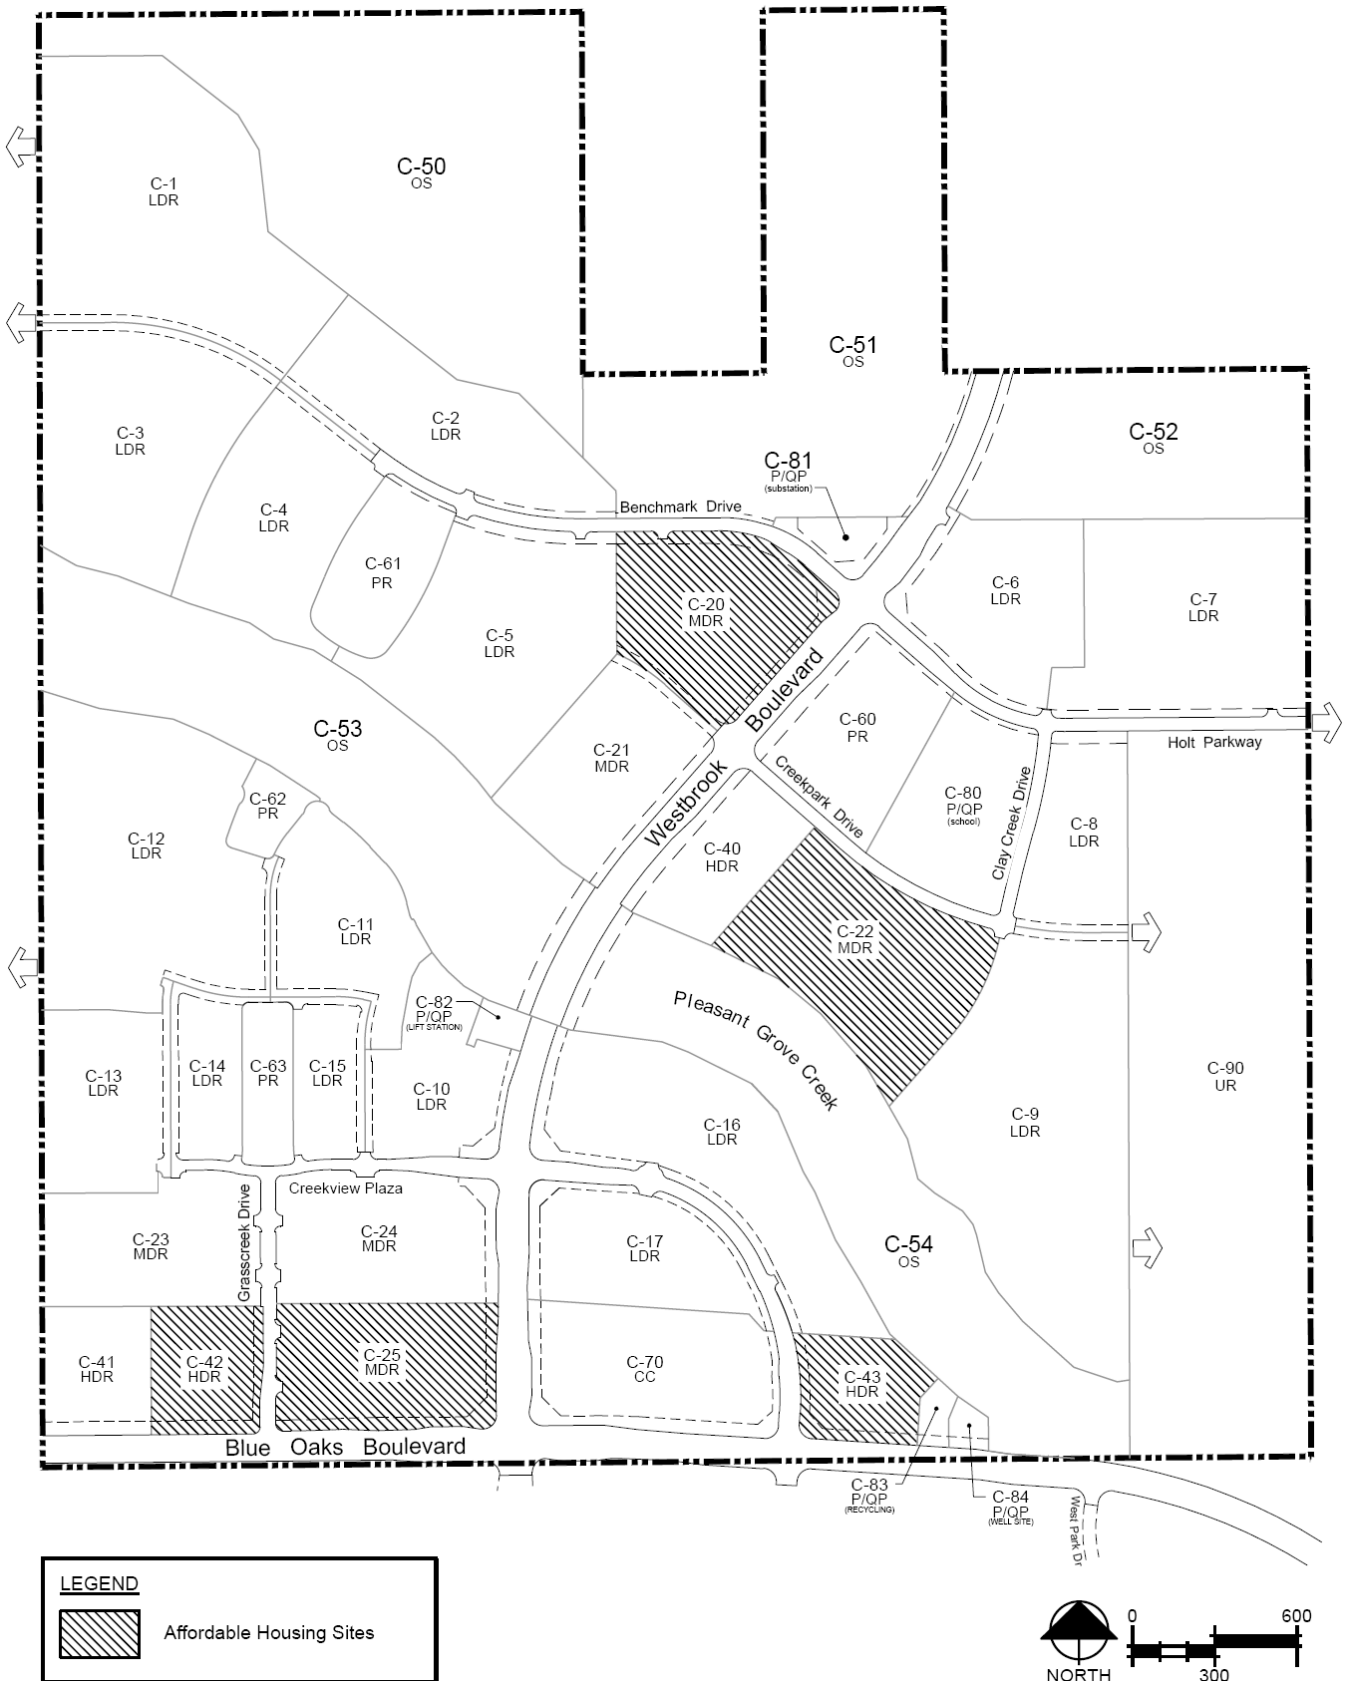 C-50
OS
C-1
LDR
C-51
OS
C-2
LDR
C-3
LDR
C-52
OS
C-81
P/QP
(substation)
C-4
LDR
Benchmark Drive
C-61
PR
C-6
LDR
C-20
MDR
C-7
LDR
C-5
LDR
Boulevard
C-60
PR
C-53
OS
C-21
MDR
Holt Parkway
Westbrook
Creekpark Drive
C-80
P/QP
(school)
Clay Creek Drive
C-62
PR
C-8
LDR
C-12
LDR
C-40
HDR
C-11
LDR
C-22
MDR
C-82
P/QP
(LIFT STATION)
Pleasant Grove Creek
C-13
LDR
C-14
LDR
C-63
PR
C-15
LDR
C-10
LDR
C-90
UR
C-16
LDR
C-9
LDR
Creekview Plaza
Grasscreek Drive
C-23
MDR
C-24
MDR
C-17
LDR
C-54
OS
C-41
HDR
C-42
HDR
C-25
MDR
C-70
CC
C-43
HDR
Blue Oaks Boulevard
C-83
P/QP
(RECYCLING)
C-84
P/QP
(WELL SITE)
West Park Dr
LEGEND
Affordable Housing Sites
NORTH
0
600
300